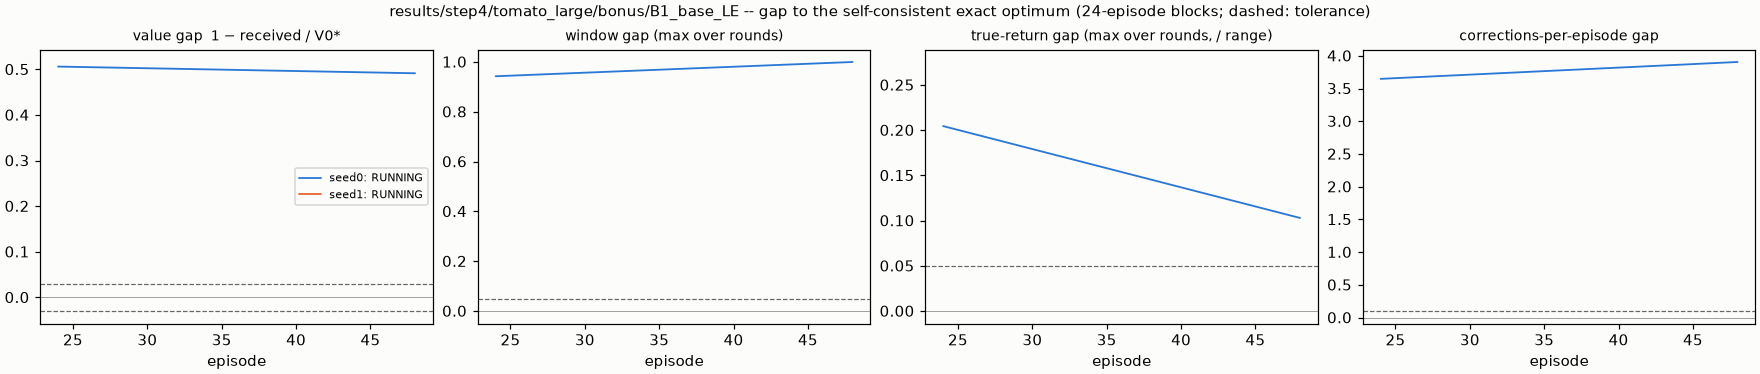 results/step4/tomato_large/bonus/B1_base_LE -- gap to the self-consistent exact optimum (24-episode blocks; dashed: tolerance)
value gap  1 − received / V0*
0.5
0.4
0.3
0.2
0.1
0.0
25 30 35 40 45
episode
seed0: RUNNING
seed1: RUNNING
window gap (max over rounds)
1.0
0.8
0.6
0.4
0.2
0.0
25 30 35 40 45
episode
true-return gap (max over rounds, / range)
0.25
0.20
0.15
0.10
0.05
0.00
25 30 35 40 45
episode
corrections-per-episode gap
4.0
3.5
3.0
2.5
2.0
1.5
1.0
0.5
0.0
25 30 35 40 45
episode